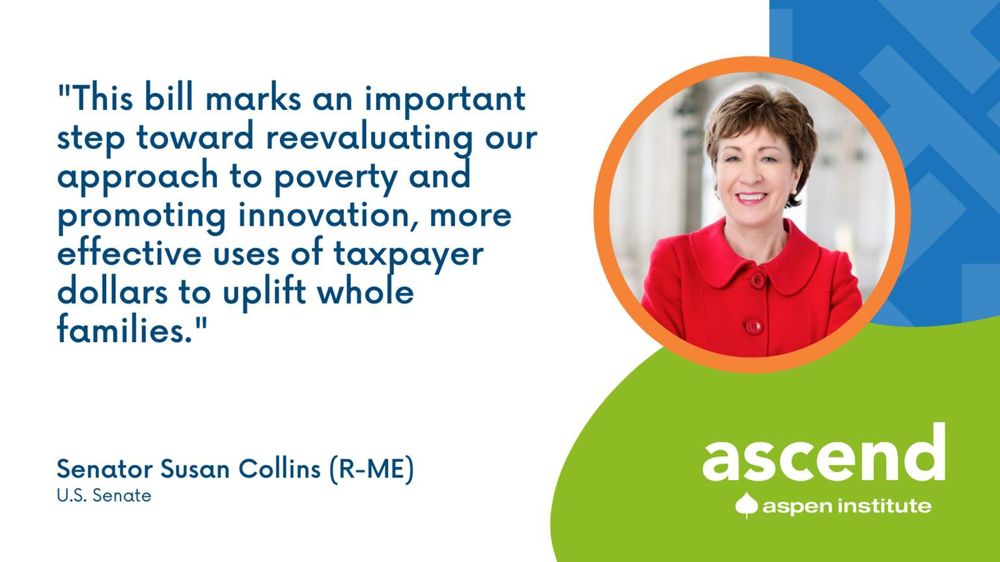 "This bill marks an important
step toward reevaluating our
approach to poverty and
promoting innovation, more
effective uses of taxpayer
dollars to uplift whole
families."
Senator Susan Collins (R-ME)
U.S. Senate
ascend
aspen institute